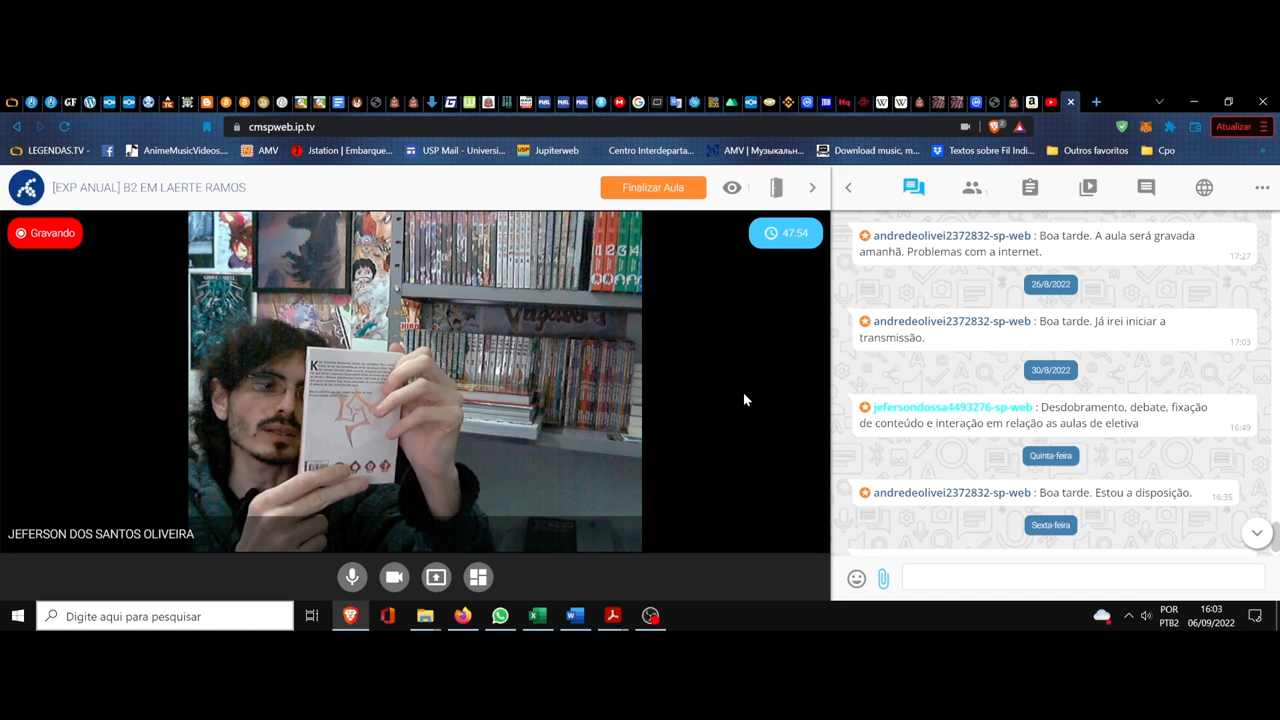 cmspweb.ip.tv
Atualizar
LEGENDAS.TV -
AnimeMusicVideos....
AMV
Jstation | Embarque...
USP Mail - Universi...
Jupiterweb
Centro Interdeparta...
AMV | Музыкальн...
Download music, m...
Textos sobre Fil Indi...
Outros favoritos
Cpo
[EXP ANUAL] B2 EM LAERTE RAMOS
Finalizar Aula
1
1
Gravando
47:54
JEFERSON DOS SANTOS OLIVEIRA
andredeolivei2372832-sp-web : Boa tarde. A aula será gravada
amanhã. Problemas com a internet.
17:27
26/8/2022
andredeolivei2372832-sp-web : Boa tarde. Já irei iniciar a
transmissão.
17:03
30/8/2022
jefersondossa4493276-sp-web : Desdobramento, debate, fixação
de conteúdo e interação em relação as aulas de eletiva
16:49
Quinta-feira
andredeolivei2372832-sp-web : Boa tarde. Estou a disposição.
16:35
Sexta-feira
Digite aqui para pesquisar
POR
PTB2
16:03
06/09/2022